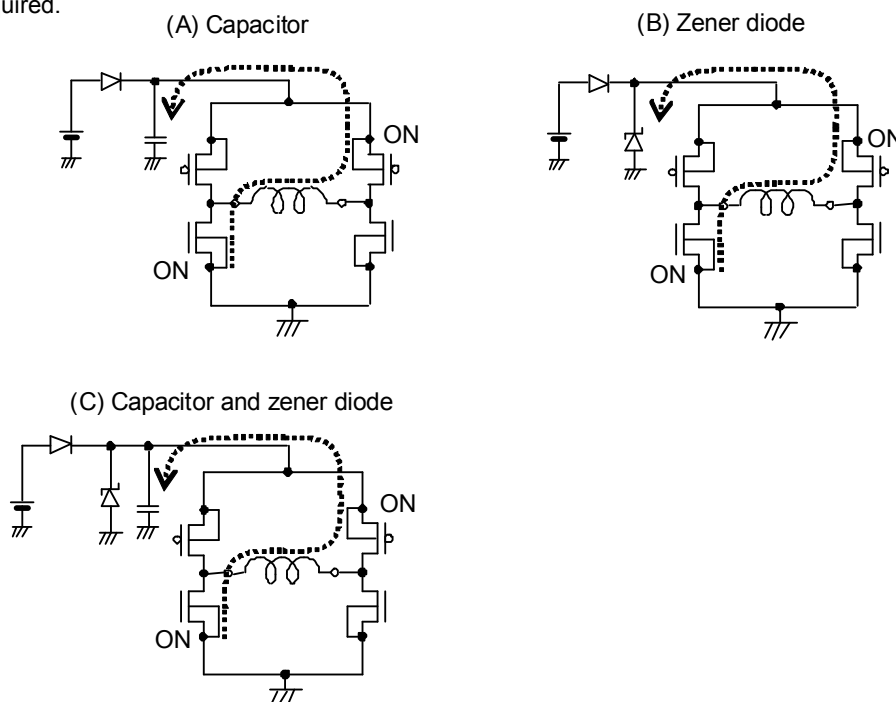 uired.
(A) Capacitor
(B) Zener diode
ON
ON
ON
ON
(C) Capacitor and zener diode
ON
ON